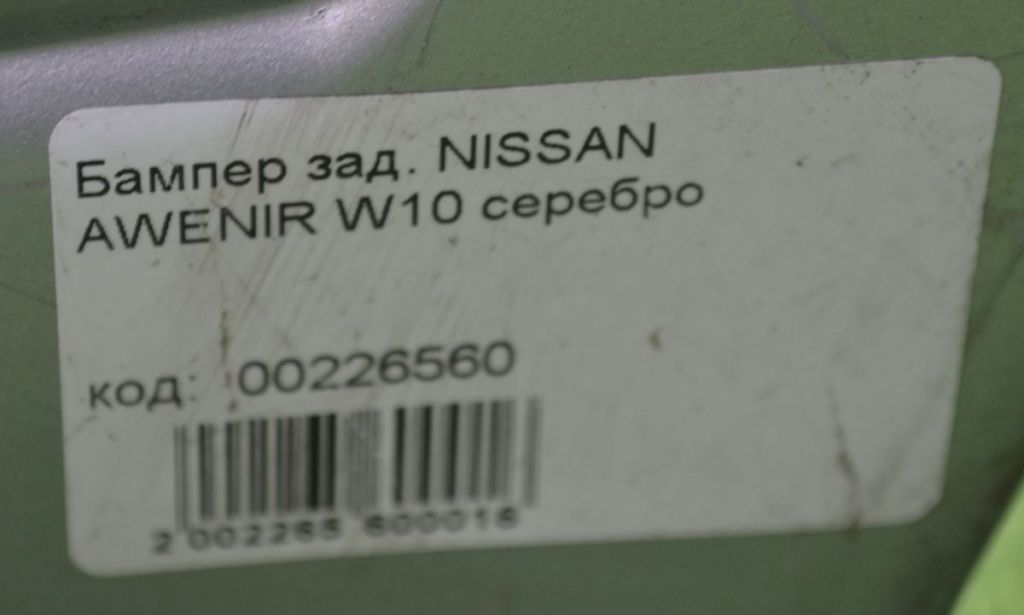 Бампер зад. NISSAN
AWENIR W10 серебро
код: 00226560
2 002265 600016